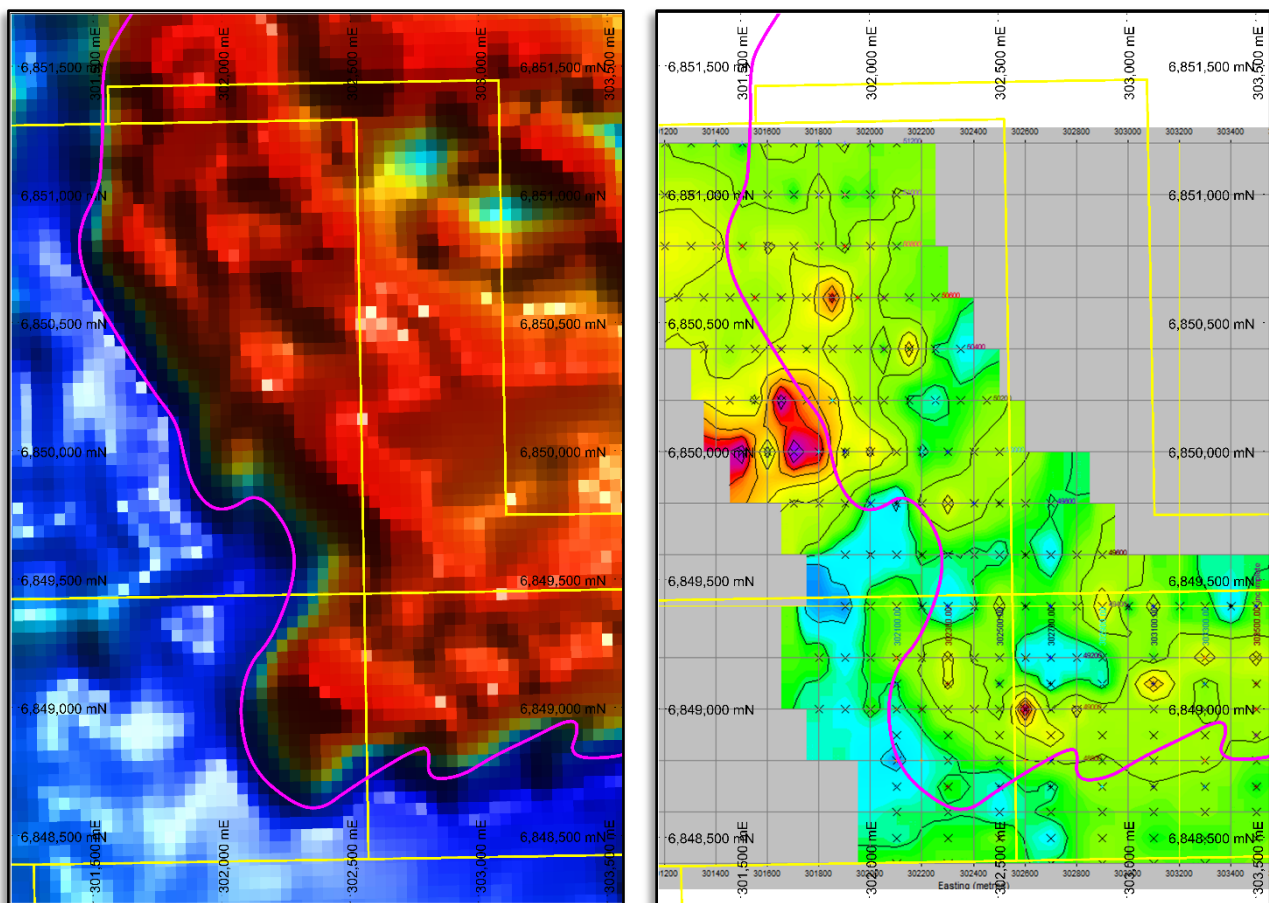 301,500 mE
302,000 mE
302,500 mE
303,000 mE
303,500 mE
6,851,500 mN
6,851,500 mN
6,851,000 mN
6,851,000 mN
6,850,500 mN
6,850,500 mN
6,850,000 mN
6,850,000 mN
6,849,500 mN
6,849,500 mN
6,849,000 mN
6,849,000 mN
6,848,500 mN
6,848,500 mN
301,500 mE
302,000 mE
302,500 mE
303,000 mE
303,500 mE
301,500 mE
302,000 mE
302,500 mE
303,000 mE
303,500 mE
6,851,500 mN
6,851,500 mN
301400
301600
301800
302000
302200
302400
302600
302800
303000
303200
303400
6,851,000 mN
6,851,000 mN
50600
6,850,500 mN
6,850,500 mN
50400
50200
6,850,000 mN
6,850,000 mN
49800
49600
6,849,500 mN
6,849,500 mN
49200
6,849,000 mN
6,849,000 mN
6,848,500 mN
6,848,500 mN
301400
301600
301800
302000
302200
302400
302600
302800
303000
303200
303400
301,500 mE
302,000 mE
302,500 mE
303,000 mE
303,500 mE
Easting (metres)